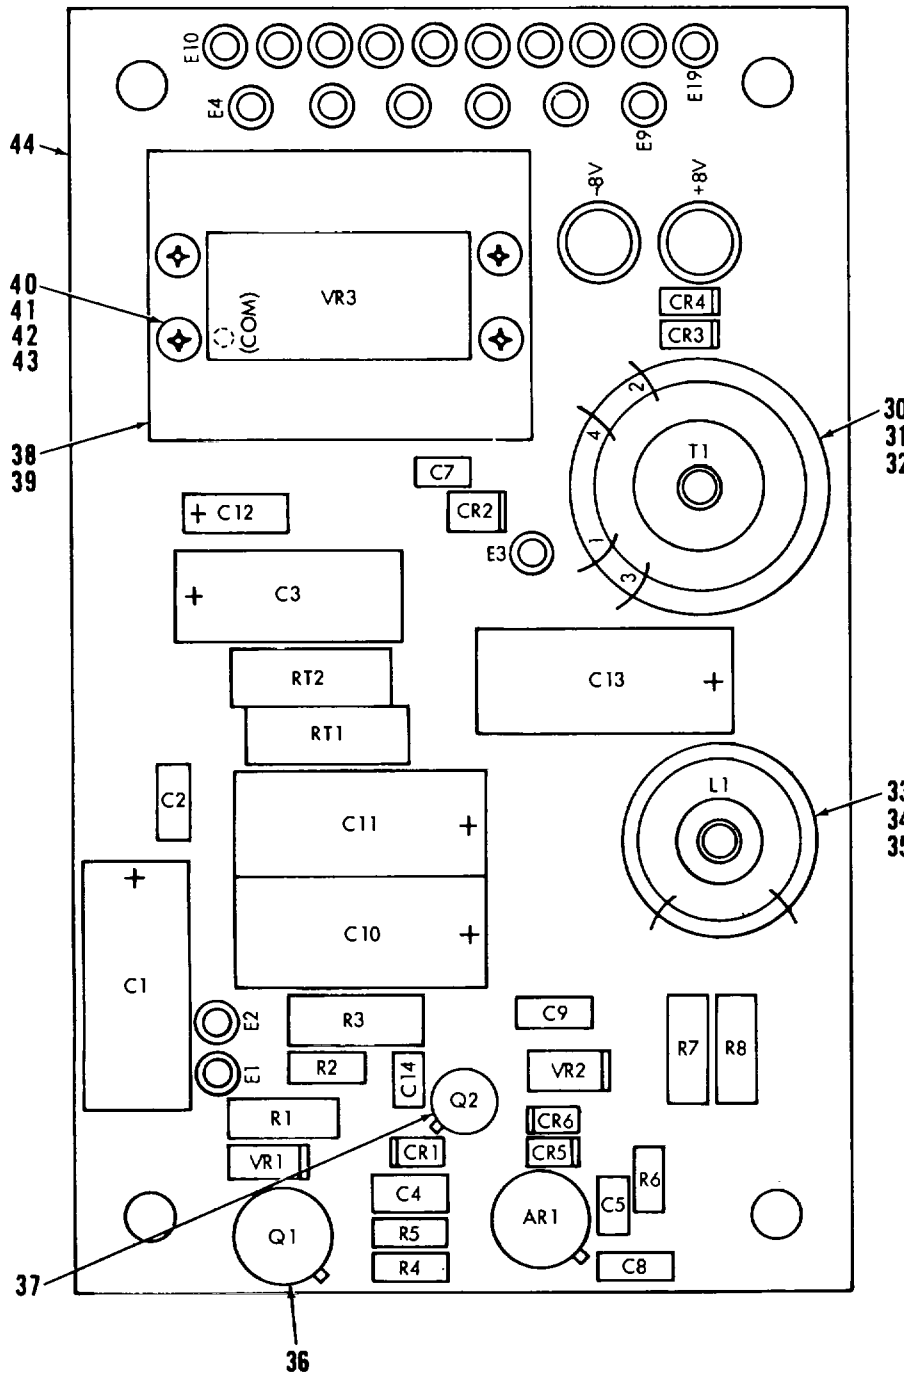 E10
E19
E4
E9
44
-8V
+8V
40
41
42
43
VR3
(COM)
CR4
CR3
2
4
T1
1
3
30
31
32
38
39
C7
+ C12
CR2
E3
+ C3
RT2
C13 +
RT1
L1
C2
C11 +
33
34
35
+
C1
C10 +
E2
R3
C9
R7
R8
E1
R2
C14
VR2
Q2
R1
CR6
VR1
CR1
CR5
R6
C4
C5
AR1
Q1
R5
R4
C8
37
36